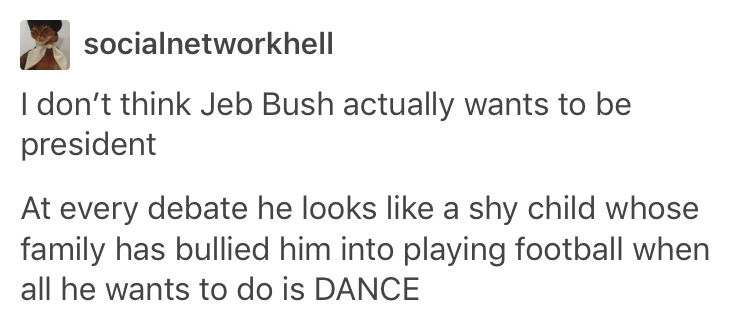 socialnetworkhell
I don’t think Jeb Bush actually wants to be
president
At every debate he looks like a shy child whose
family has bullied him into playing football when
all he wants to do is DANCE